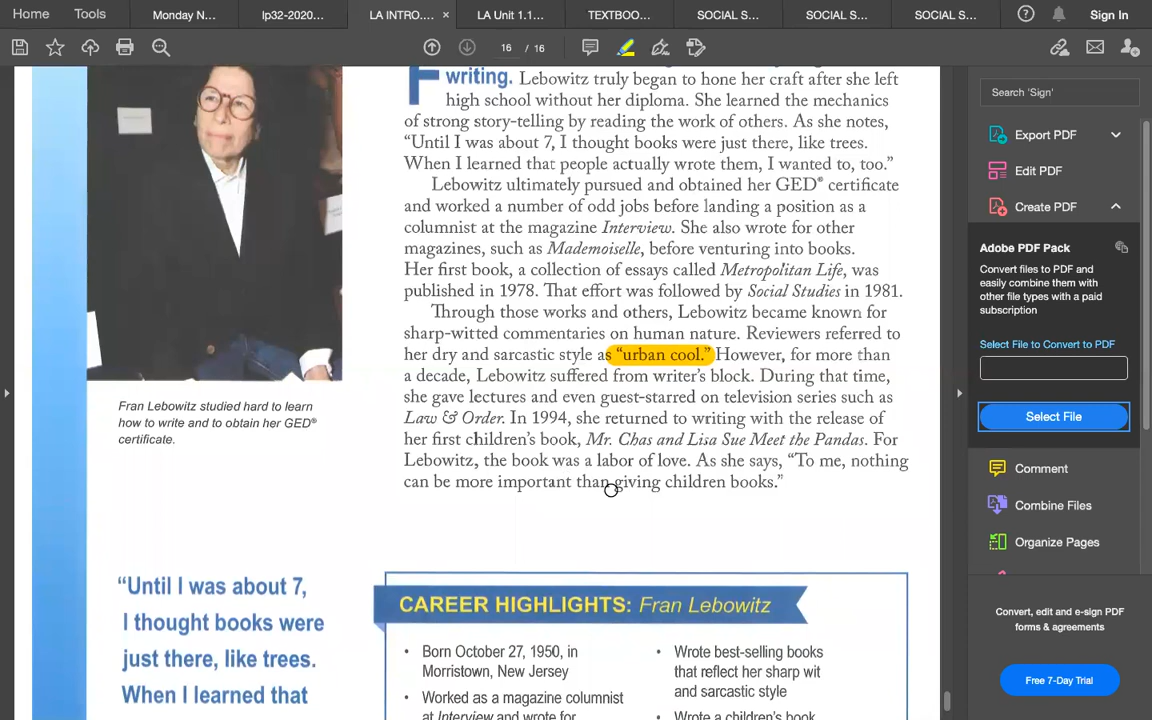 Home
Tools
Monday N...
lp32-2020...
LA INTRO....
×
LA Unit 1.1...
TEXTBOO...
SOCIAL S...
SOCIAL S...
SOCIAL S...
Sign In
16 / 16
writing. Lebowitz truly began to hone her craft after she left
high school without her diploma. She learned the mechanics
of strong story-telling by reading the work of others. As she notes,
“Until I was about 7, I thought books were just there, like trees.
When I learned that people actually wrote them, I wanted to, too.”
Lebowitz ultimately pursued and obtained her GED® certificate
and worked a number of odd jobs before landing a position as a
columnist at the magazine Interview. She also wrote for other
magazines, such as Mademoiselle, before venturing into books.
Her first book, a collection of essays called Metropolitan Life, was
published in 1978. That effort was followed by Social Studies in 1981.
Through those works and others, Lebowitz became known for
sharp-witted commentaries on human nature. Reviewers referred to
her dry and sarcastic style as “urban cool.” However, for more than
a decade, Lebowitz suffered from writer’s block. During that time,
she gave lectures and even guest-starred on television series such as
Law & Order. In 1994, she returned to writing with the release of
her first children’s book, Mr. Chas and Lisa Sue Meet the Pandas. For
Lebowitz, the book was a labor of love. As she says, “To me, nothing
can be more important than giving children books.”
Fran Lebowitz studied hard to learn
how to write and to obtain her GED®
certificate.
“Until I was about 7,
I thought books were
just there, like trees.
When I learned that
CAREER HIGHLIGHTS: Fran Lebowitz
• Born October 27, 1950, in
Morristown, New Jersey
• Worked as a magazine columnist
at Interview and wrote for
• Wrote best-selling books
that reflect her sharp wit
and sarcastic style
• Wrote a children’s book
Search 'Sign'
Export PDF
Edit PDF
Create PDF
Adobe PDF Pack
Convert files to PDF and
easily combine them with
other file types with a paid
subscription
Select File to Convert to PDF
Select File
Comment
Combine Files
Organize Pages
Convert, edit and e-sign PDF
forms & agreements
Free 7-Day Trial